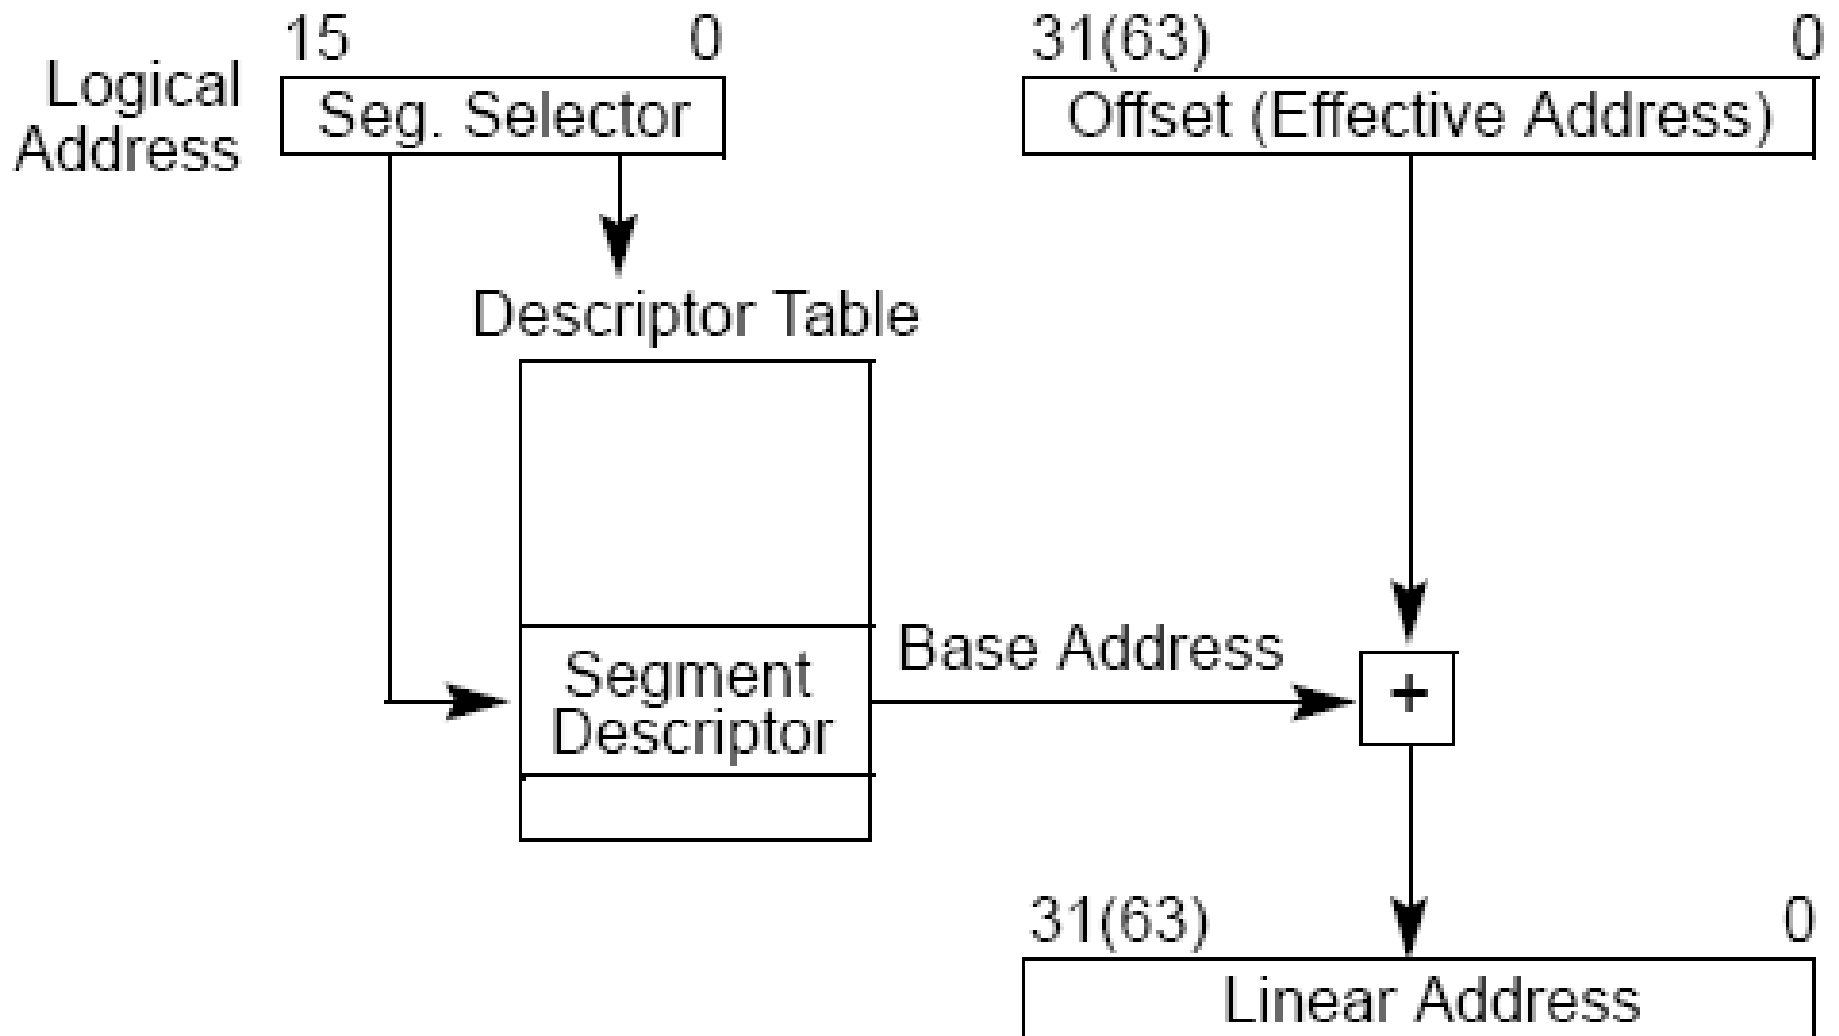 15 0 31(63) 0
Logical
Address
Seg. Selector
Offset (Effective Address)
Descriptor Table
Base Address
Segment
Descriptor
+
31(63) 0
Linear Address